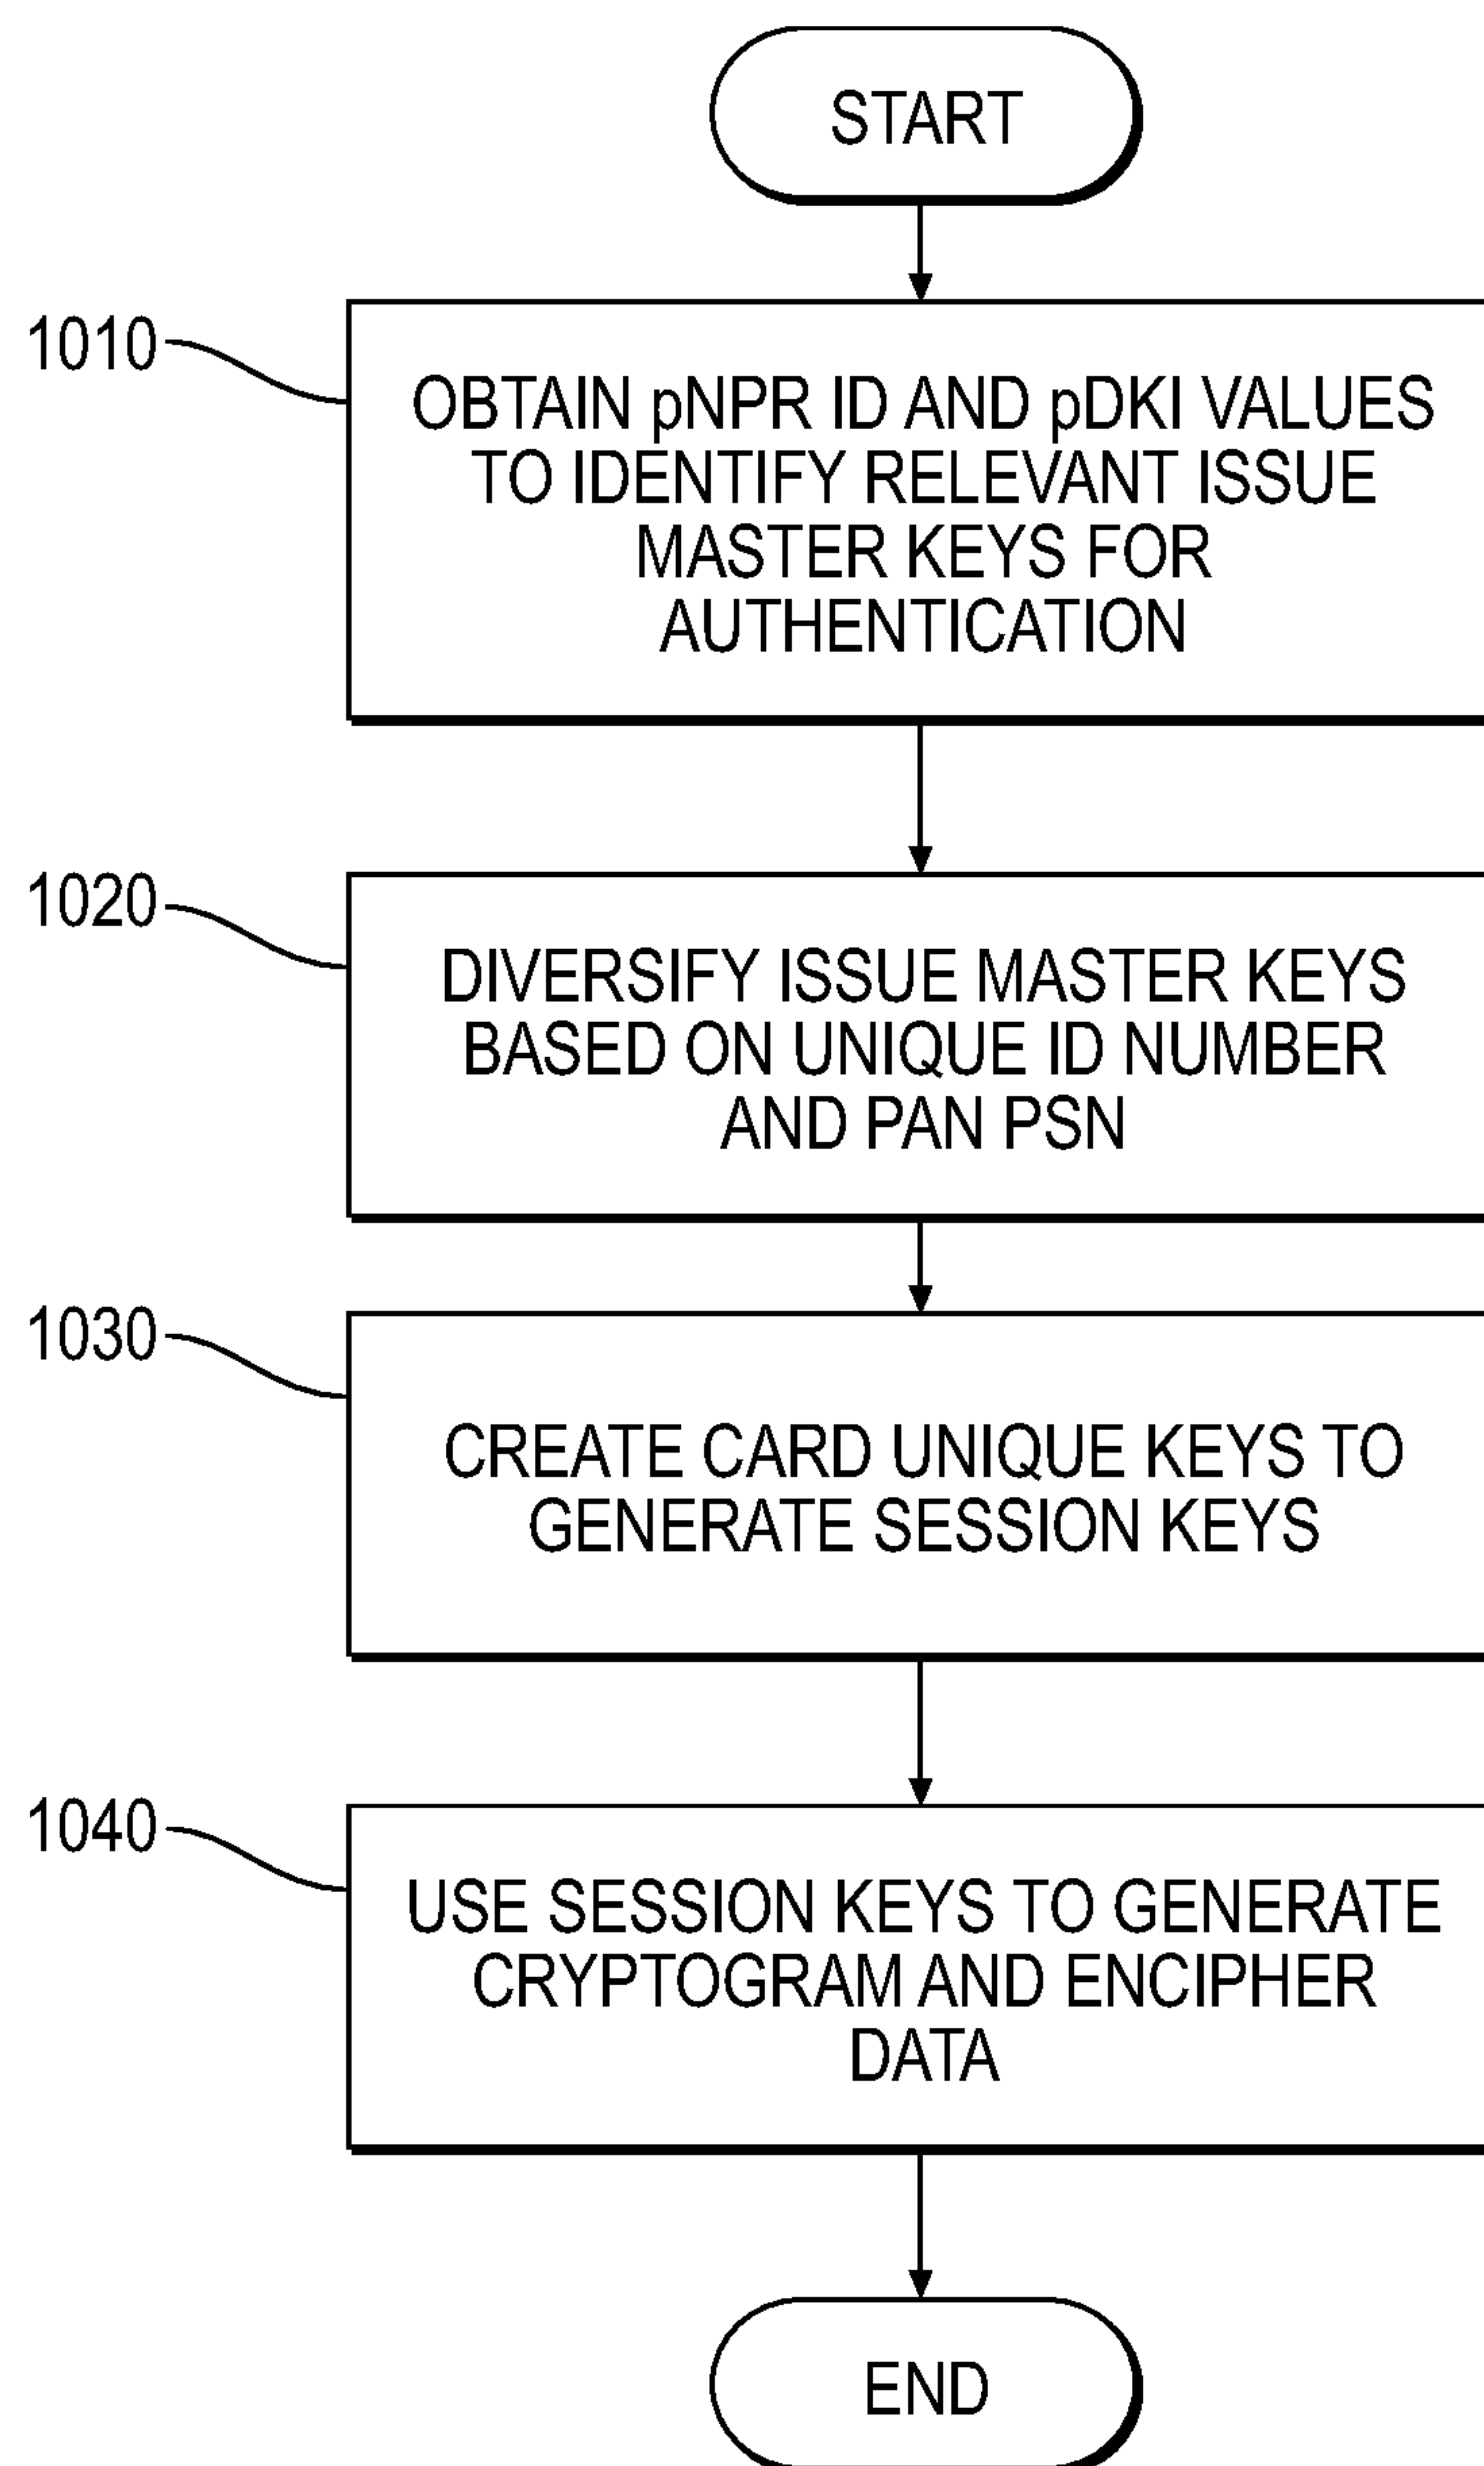 START
1010
OBTAIN pNPR ID AND pDKI VALUES
TO IDENTIFY RELEVANT ISSUE
MASTER KEYS FOR
AUTHENTICATION
1020
DIVERSIFY ISSUE MASTER KEYS
BASED ON UNIQUE ID NUMBER
AND PAN PSN
1030
CREATE CARD UNIQUE KEYS TO
GENERATE SESSION KEYS
1040
USE SESSION KEYS TO GENERATE
CRYPTOGRAM AND ENCIPHER
DATA
END